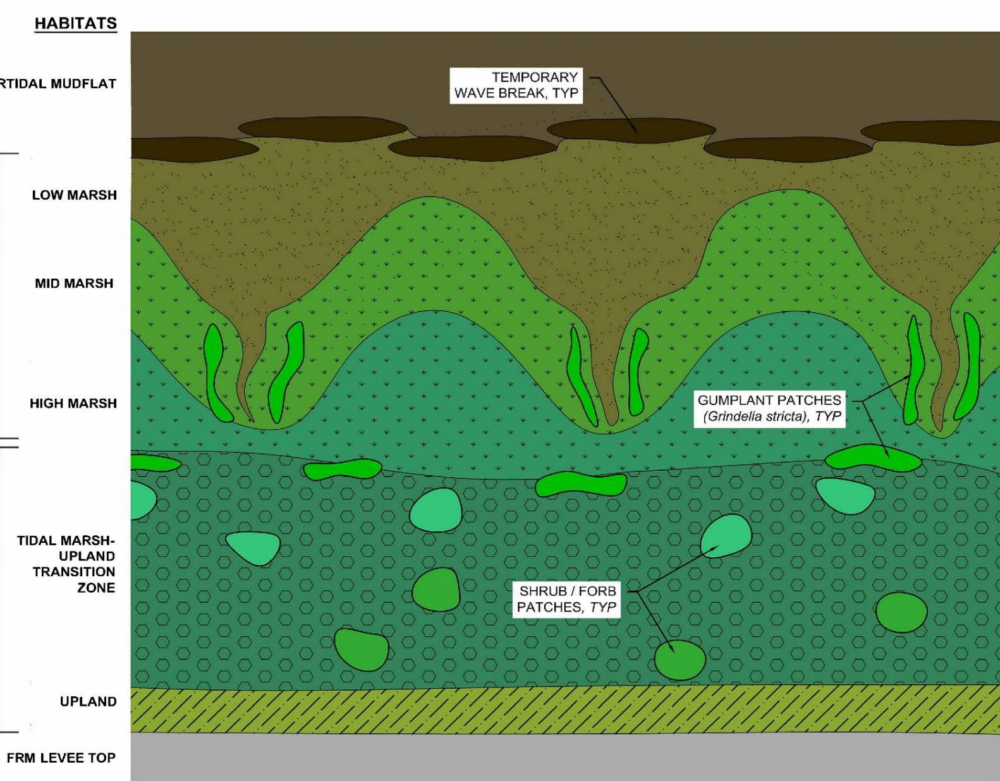 HABITATS
RTIDAL MUDFLAT
TEMPORARY
WAVE BREAK, TYP
LOW MARSH
MID MARSH
HIGH MARSH
GUMPLANT PATCHES
(Grindelia stricta), TYP
TIDAL MARSH-
UPLAND
TRANSITION
ZONE
SHRUB / FORB
PATCHES, TYP
UPLAND
FRM LEVEE TOP